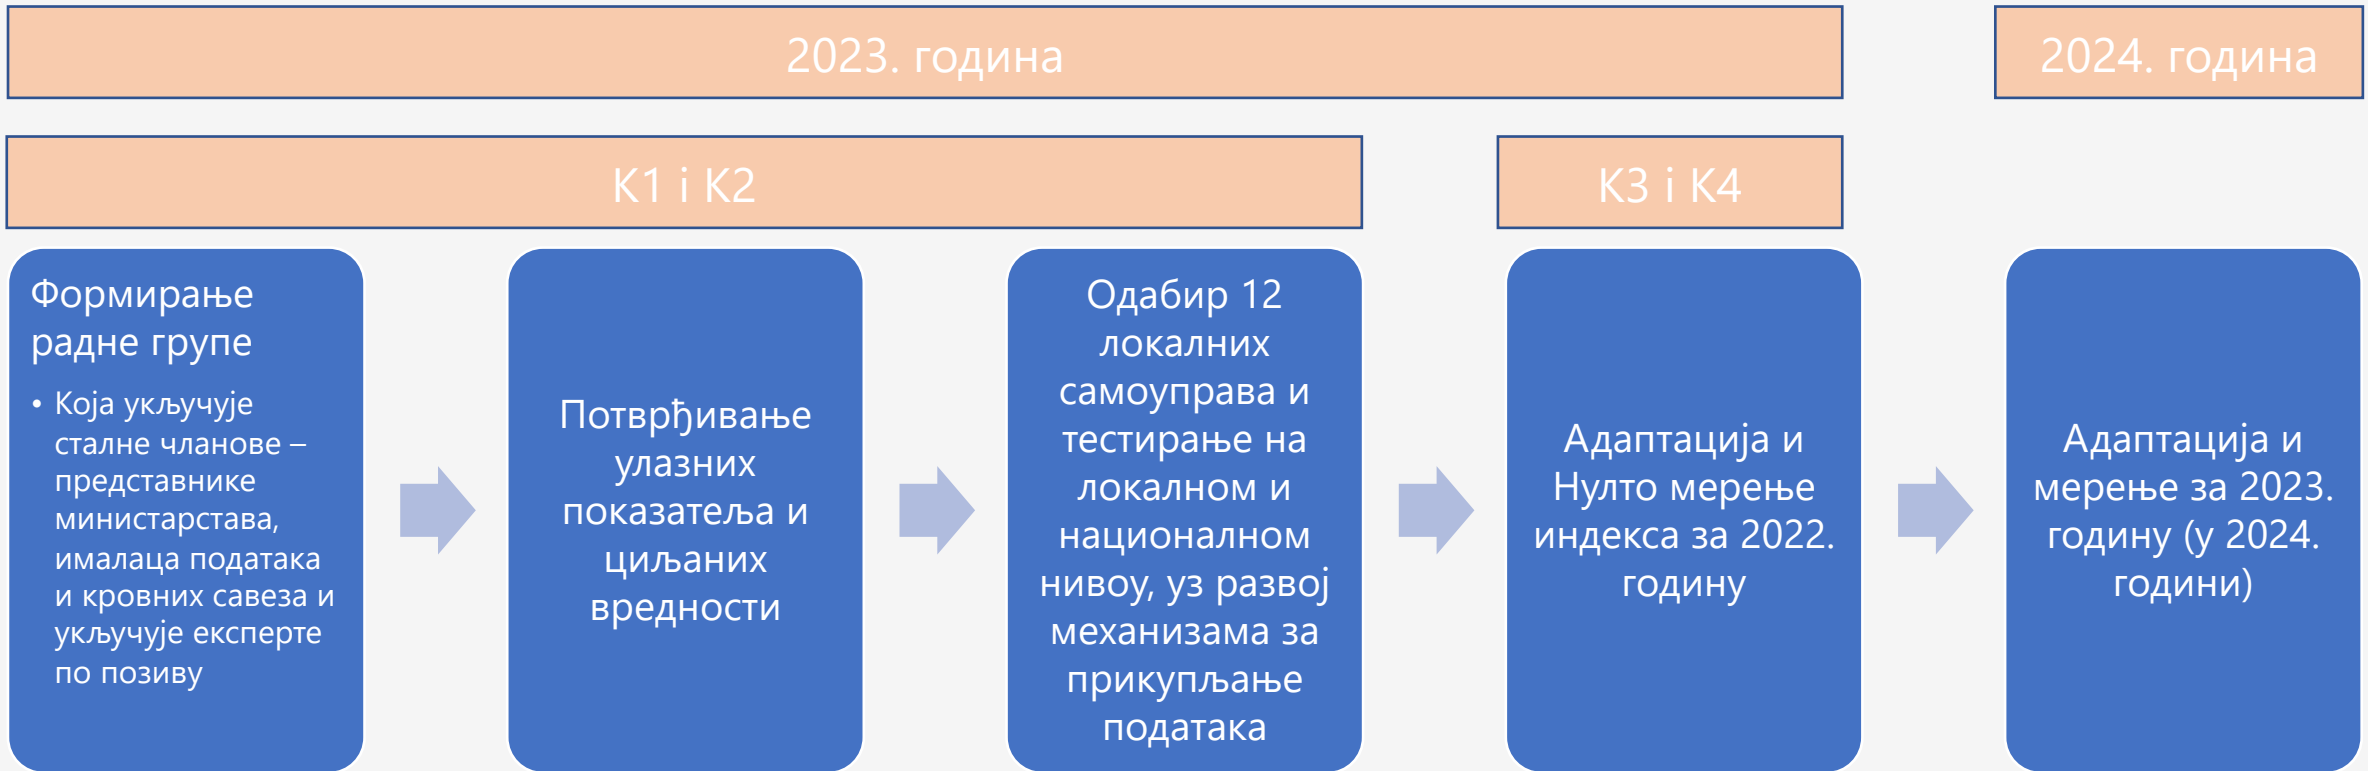 2023. година
2024. година
К1 і К2
К3 і К4
Формирање
радне групе
• Која укључује
сталне чланове –
представнике
министарстава,
ималаца података
и кровних савеза и
укључује експерте
по позиву
Потврђивање
улазних
показатеља и
циљаних
вредности
Одабир 12
локалних
самоуправа и
тестирање на
локалном и
националном
нивоу, уз развој
механизама за
прикупљање
података
Адаптација и
Нулто мерење
индекса за 2022.
годину
Адаптација и
мерење за 2023.
годину (у 2024.
години)